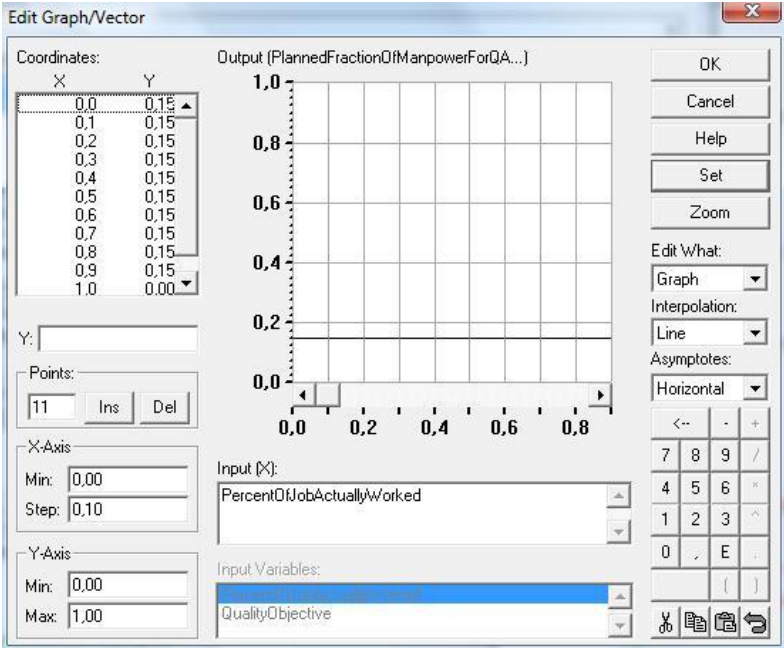 Edit Graph/Vector
Coordinates:
X Y
0,0 0,15
0,1 0,15
0,2 0,15
0,3 0,15
0,4 0,15
0,5 0,15
0,6 0,15
0,7 0,15
0,8 0,15
0,9 0,15
1,0 0,00
Y:
Points:
11 Ins Del
X-Axis
Min: 0,00
Step: 0,10
Y-Axis
Min: 0,00
Max: 1,00
Output (PlannedFractionOfManpowerForQA...)
1,0
0,8
0,6
0,4
0,2
0,0
0,0 0,2 0,4 0,6 0,8
Input (X):
PercentOfJobActuallyWorked
Input Variables:
QualityObjective
OK
Cancel
Help
Set
Zoom
Edit What:
Graph
Interpolation:
Line
Asymptotes:
Horizontal
<-- - +
7 8 9 /
4 5 6 *
1 2 3 ^
0 , E .
( )